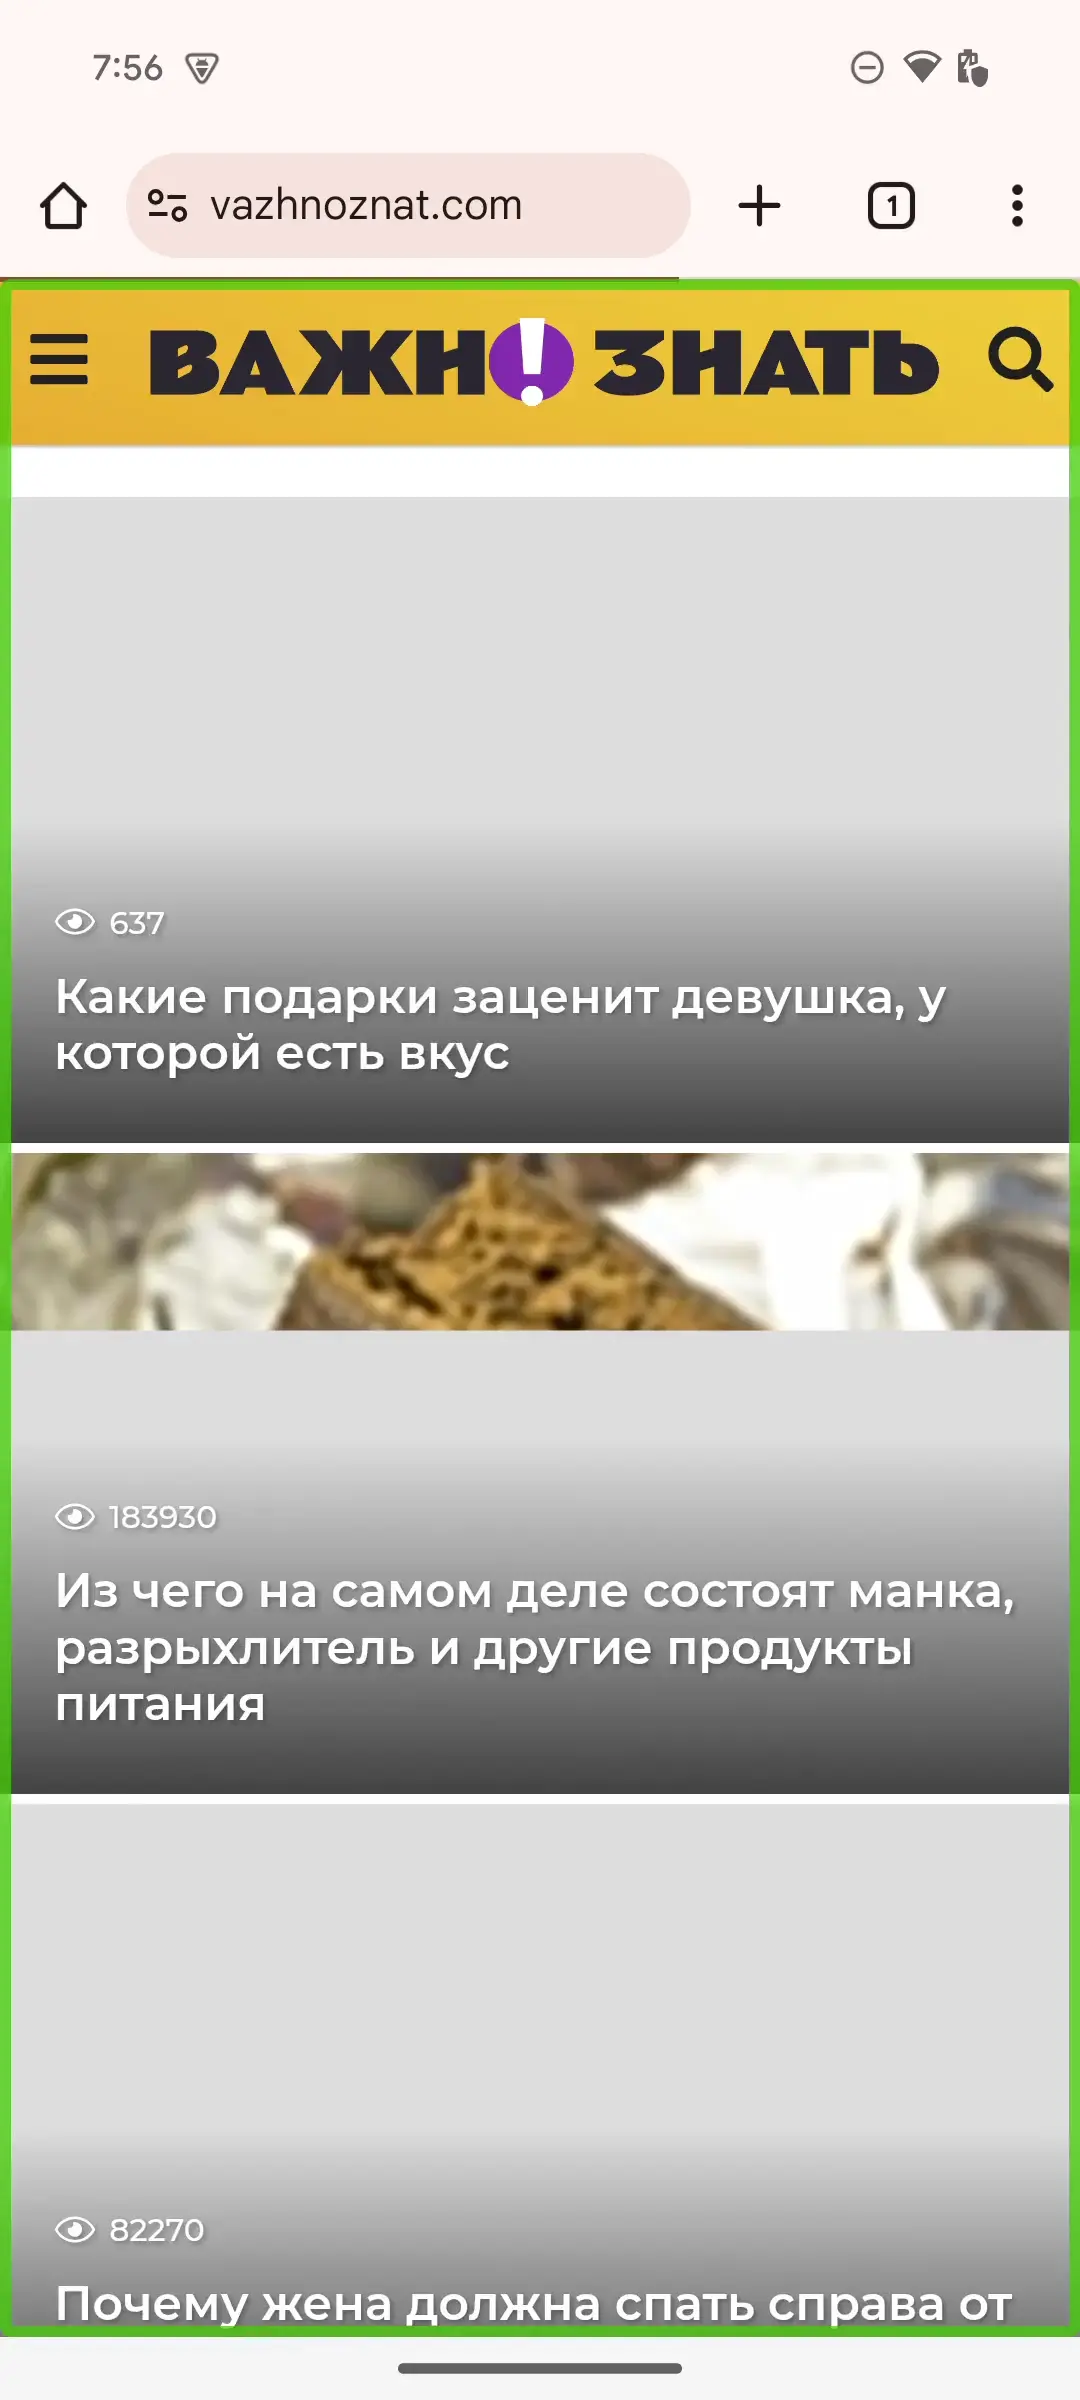 7:56
vazhnoznat.com
1
ВАЖН! ЗНАТЬ
637
Какие подарки заценит девушка, у
которой есть вкус
183930
Из чего на самом деле состоят манка,
разрыхлитель и другие продукты
питания
82270
Почему жена должна спать справа от